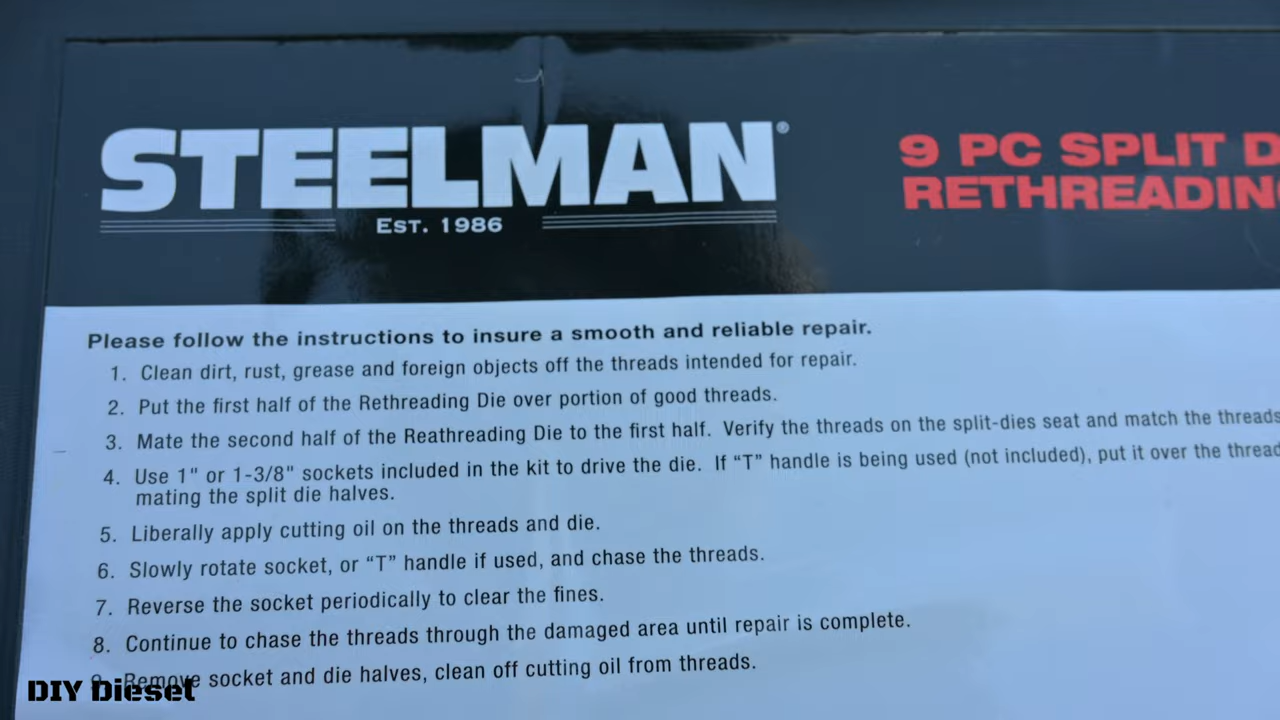 STEELMAN®
EST. 1986
9 PC SPLIT
RETHREADING
Please follow the instructions to insure a smooth and reliable repair.
1. Clean dirt, rust, grease and foreign objects off the threads intended for repair.
2. Put the first half of the Rethreading Die over portion of good threads.
3. Mate the second half of the Reathreading Die to the first half. Verify the threads on the split-dies seat and match the threads
4. Use 1" or 1-3/8" sockets included in the kit to drive the die. If “T” handle is being used (not included), put it over the
mating the split die halves.
5. Liberally apply cutting oil on the threads and die.
6. Slowly rotate socket, or “T” handle if used, and chase the threads.
7. Reverse the socket periodically to clear the fines.
8. Continue to chase the threads through the damaged area until repair is complete.
9. Remove socket and die halves, clean off cutting oil from threads.
DIY Dieset